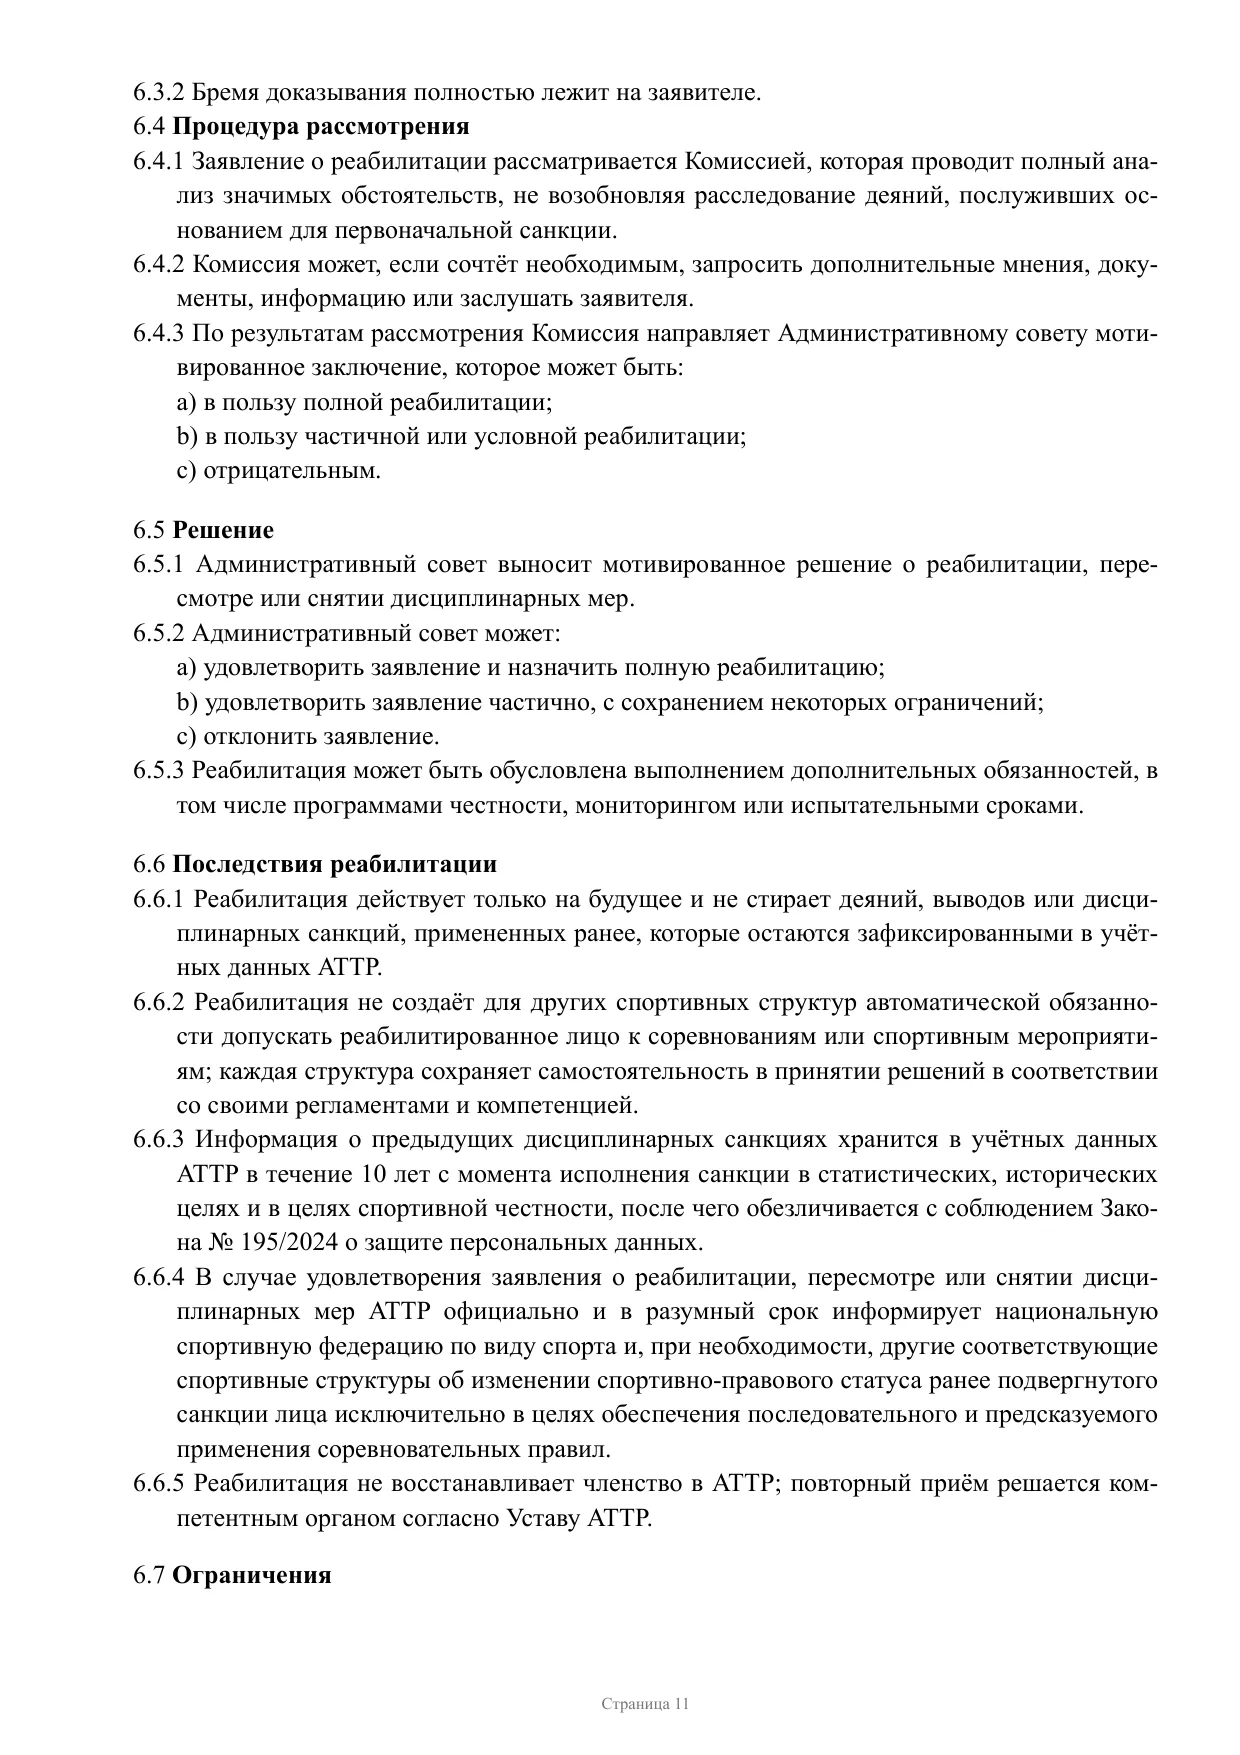 6.3.2 Бремя доказывания полностью лежит на заявителе.
6.4 Процедура рассмотрения
6.4.1 Заявление о реабилитации рассматривается Комиссией, которая проводит полный ана-
лиз значимых обстоятельств, не возобновляя расследование деяний, послуживших ос-
нованием для первоначальной санкции.
6.4.2 Комиссия может, если сочтёт необходимым, запросить дополнительные мнения, доку-
менты, информацию или заслушать заявителя.
6.4.3 По результатам рассмотрения Комиссия направляет Административному совету моти-
вированное заключение, которое может быть:
a) в пользу полной реабилитации;
b) в пользу частичной или условной реабилитации;
c) отрицательным.
6.5 Решение
6.5.1 Административный совет выносит мотивированное решение о реабилитации, пере-
смотре или снятии дисциплинарных мер.
6.5.2 Административный совет может:
a) удовлетворить заявление и назначить полную реабилитацию;
b) удовлетворить заявление частично, с сохранением некоторых ограничений;
c) отклонить заявление.
6.5.3 Реабилитация может быть обусловлена выполнением дополнительных обязанностей, в
том числе программами честности, мониторингом или испытательными сроками.
6.6 Последствия реабилитации
6.6.1 Реабилитация действует только на будущее и не стирает деяний, выводов или дисци-
плинарных санкций, примененных ранее, которые остаются зафиксированными в учёт-
ных данных АТТР.
6.6.2 Реабилитация не создаёт для других спортивных структур автоматической обязанно-
сти допускать реабилитированное лицо к соревнованиям или спортивным мероприяти-
ям; каждая структура сохраняет самостоятельность в принятии решений в соответствии
со своими регламентами и компетенцией.
6.6.3 Информация о предыдущих дисциплинарных санкциях хранится в учётных данных
АТТР в течение 10 лет с момента исполнения санкции в статистических, исторических
целях и в целях спортивной честности, после чего обезличивается с соблюдением Зако-
на № 195/2024 о защите персональных данных.
6.6.4 В случае удовлетворения заявления о реабилитации, пересмотре или снятии дисци-
плинарных мер АТТР официально и в разумный срок информирует национальную
спортивную федерацию по виду спорта и, при необходимости, другие соответствующие
спортивные структуры об изменении спортивно-правового статуса ранее подвергнутого
санкции лица исключительно в целях обеспечения последовательного и предсказуемого
применения соревновательных правил.
6.6.5 Реабилитация не восстанавливает членство в АТТР; повторный приём решается ком-
петентным органом согласно Уставу АТТР.
6.7 Ограничения
Страница 11